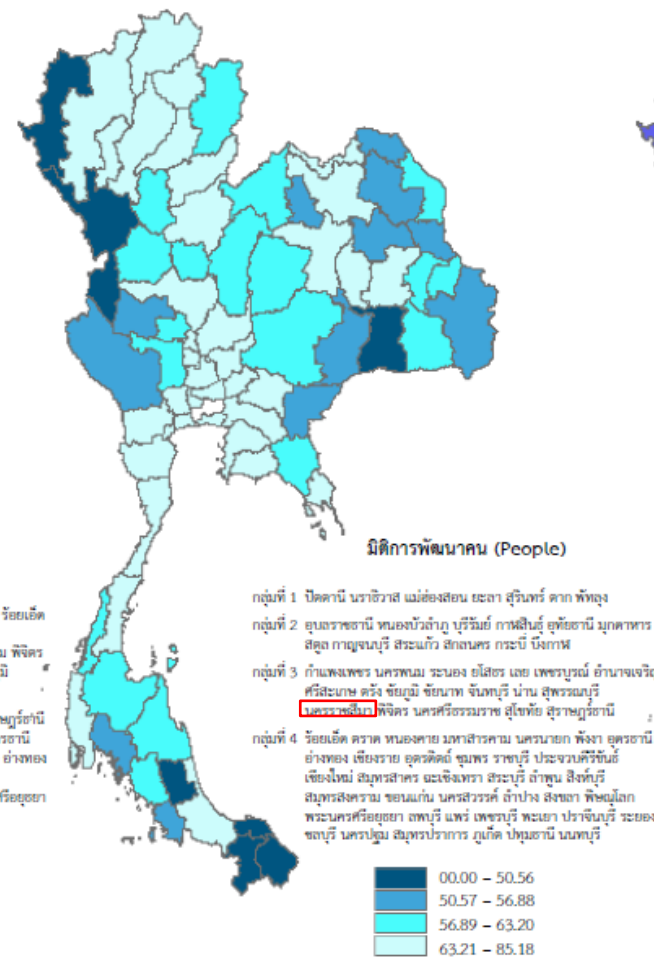 มิติการพัฒนาคน (People)
กลุ่มที่ 1 ปัตตานี นราธิวาส แม่ฮ่องสอน ยะลา สุรินทร์ ตาก พัทลุง
กลุ่มที่ 2 อุบลราชธานี หนองบัวลำภู บุรีรัมย์ กาฬสินธุ์ อุทัยธานี มุกดาหาร
สตูล กาญจนบุรี สระแก้ว สกลนคร กระบี่ บึงกาฬ
กลุ่มที่ 3 กำแพงเพชร นครพนม ระนอง ยโสธร เลย เพชรบูรณ์ อำนาจเจริญ
ศรีสะเกษ ตรัง ชัยภูมิ ชัยนาท จันทบุรี น่าน สุพรรณบุรี
นครราชสีมา พิจิตร นครศรีธรรมราช สุโขทัย สุราษฎร์ธานี
กลุ่มที่ 4 ร้อยเอ็ด ตราด หนองคาย มหาสารคาม นครนายก พังงา อุดรธานี
อ่างทอง เชียงราย อุตรดิตถ์ ชุมพร ราชบุรี ประจวบคีรีขันธ์
เชียงใหม่ สมุทรสาคร ฉะเชิงเทรา สระบุรี ลำพูน สิงห์บุรี
สมุทรสงคราม ขอนแก่น นครสวรรค์ ลำปาง สงขลา พิษณุโลก
พระนครศรีอยุธยา ลพบุรี แพร่ เพชรบุรี พะเยา ปราจีนบุรี ระยอง
ชลบุรี นครปฐม สมุทรปราการ ภูเก็ต ปทุมธานี นนทบุรี
ร้อยเอ็ด
พิจิตร
อ่างทอง
00.00 – 50.56
50.57 – 56.88
56.89 – 63.20
63.21 – 85.18